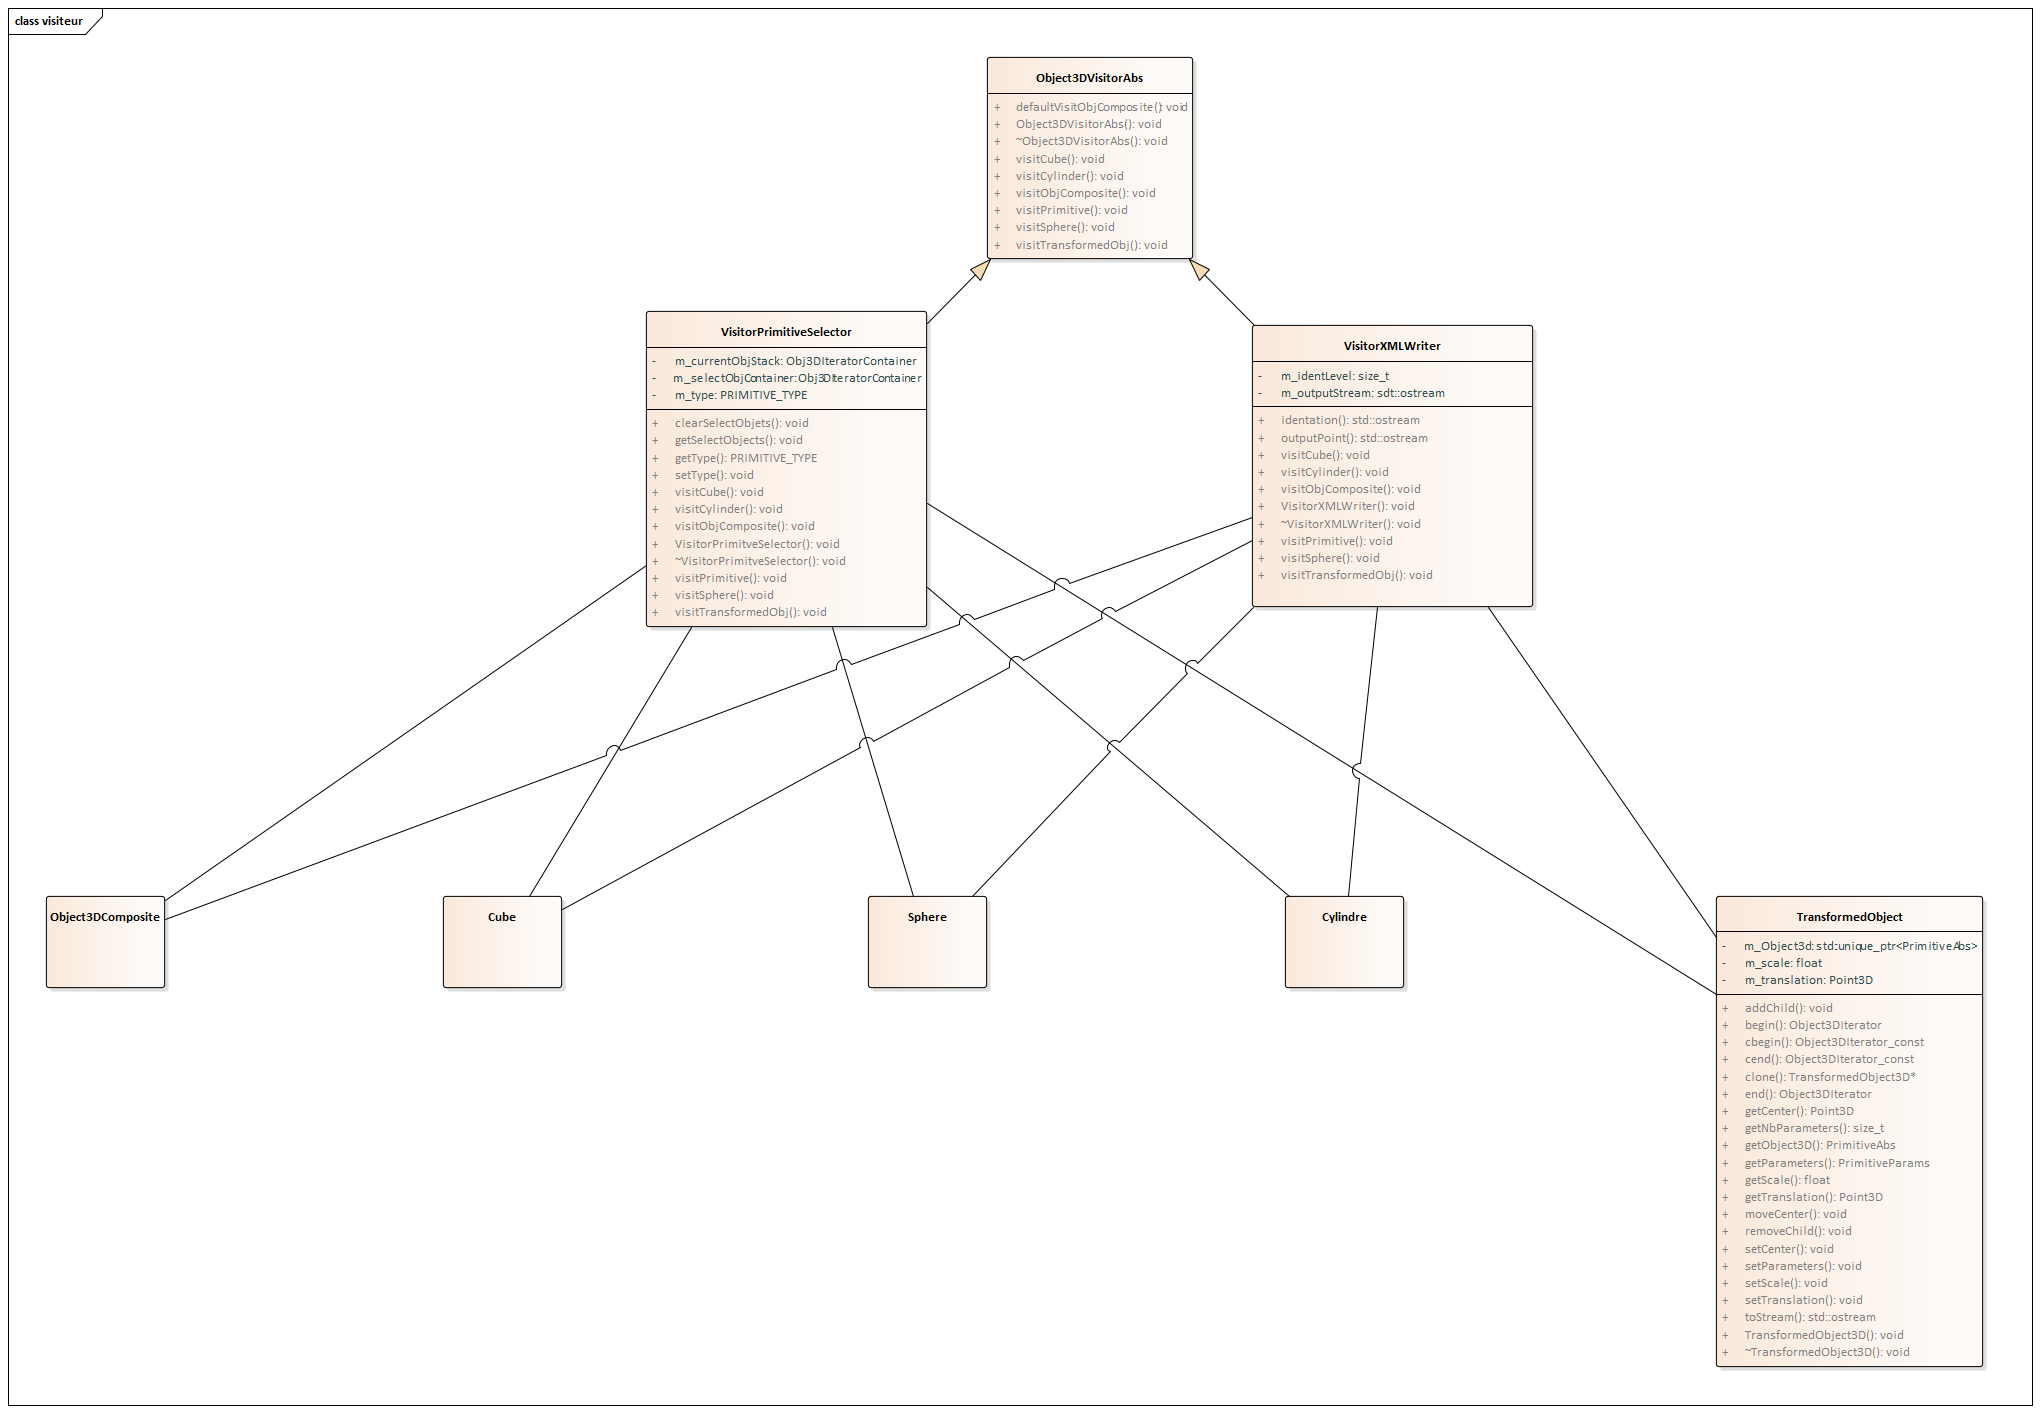 class visiteur
Object3DVisitorAbs
+ defaultVisitObjComposite(): void
+ Object3DVisitorAbs(): void
+ ~Object3DVisitorAbs(): void
+ visitCube(): void
+ visitCylinder(): void
+ visitObjComposite(): void
+ visitPrimitive(): void
+ visitSphere(): void
+ visitTransformedObj(): void
VisitorPrimitiveSelector
- m_currentObjStack: Obj3DIteratorContainer
- m_selectObjContainer: Obj3DIteratorContainer
- m_type: PRIMITIVE_TYPE
+ clearSelectObjets(): void
+ getSelectObjects(): void
+ getType(): PRIMITIVE_TYPE
+ setType(): void
+ visitCube(): void
+ visitCylinder(): void
+ visitObjComposite(): void
+ VisitorPrimitveSelector(): void
+ ~VisitorPrimitveSelector(): void
+ visitPrimitive(): void
+ visitSphere(): void
+ visitTransformedObj(): void
VisitorXMLWriter
- m_identLevel: size_t
- m_outputStream: sdt::ostream
+ identation(): std::ostream
+ outputPoint(): std::ostream
+ visitCube(): void
+ visitCylinder(): void
+ visitObjComposite(): void
+ VisitorXMLWriter(): void
+ ~VisitorXMLWriter(): void
+ visitPrimitive(): void
+ visitSphere(): void
+ visitTransformedObj(): void
Object3DComposite
Cube
Sphere
Cylindre
TransformedObject
- m_Object3d: std::unique_ptr<PrimitiveAbs>
- m_scale: float
- m_translation: Point3D
+ addChild(): void
+ begin(): Object3DIterator
+ cbegin(): Object3DIterator_const
+ cend(): Object3DIterator_const
+ clone(): TransformedObject3D*
+ end(): Object3DIterator
+ getCenter(): Point3D
+ getNbParameters(): size_t
+ getObject3D(): PrimitiveAbs
+ getParameters(): PrimitiveParams
+ getScale(): float
+ getTranslation(): Point3D
+ moveCenter(): void
+ removeChild(): void
+ setCenter(): void
+ setParameters(): void
+ setScale(): void
+ setTranslation(): void
+ toStream(): std::ostream
+ TransformedObject3D(): void
+ ~TransformedObject3D(): void